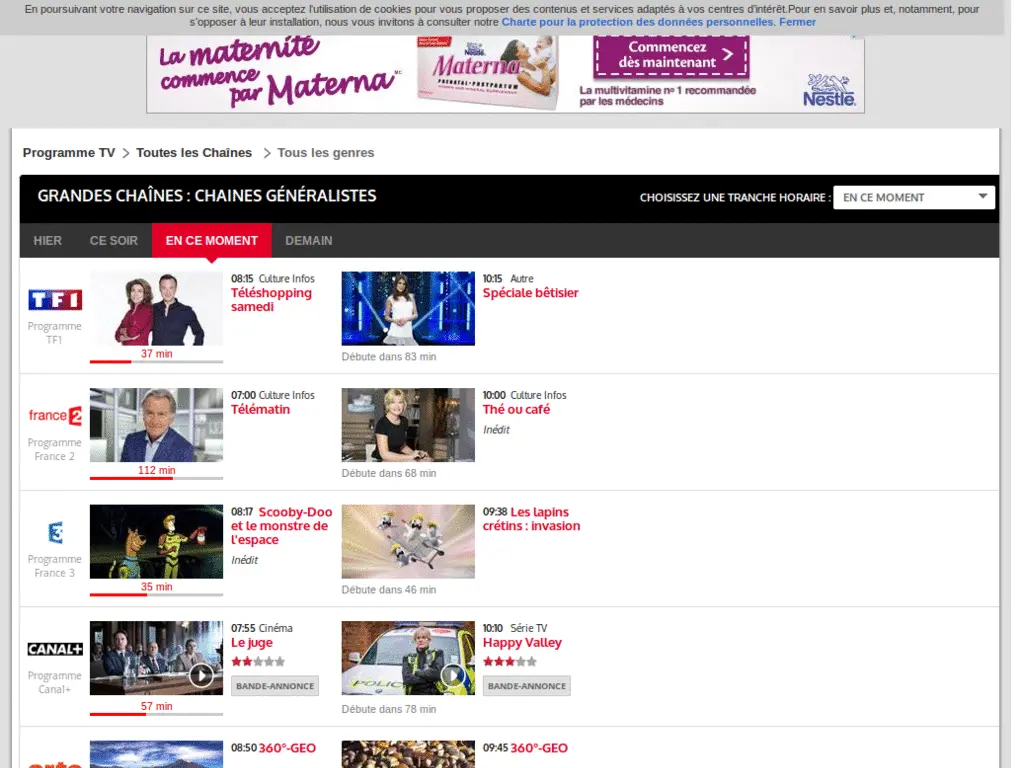 En poursuivant votre navigation sur ce site, vous acceptez l'utilisation de cookies pour vous proposer des contenus et services adaptés à vos centres d'intérêt.Pour en savoir plus et, notamment, pour
s'opposer à leur installation, nous vous invitons à consulter notre Charte pour la protection des données personnelles. Fermer
La maternité
commence
par Materna MC
Nestlé
Materna
PRENATAL • POSTPARTUM
Commencez
dès maintenant
La multivitamine nº 1 recommandée
par les médecins
Nestlé
Programme TV > Toutes les Chaînes > Tous les genres
GRANDES CHAÎNES : CHAINES GÉNÉRALISTES
CHOISISSEZ UNE TRANCHE HORAIRE : EN CE MOMENT
HIER CE SOIR EN CE MOMENT DEMAIN
TF1
Programme
TF1
37 min
08:15 Culture Infos
Téléshopping
samedi
10:15 Autre
Spéciale bêtisier
Débute dans 83 min
france 2
Programme
France 2
112 min
07:00 Culture Infos
Télématin
10:00 Culture Infos
Thé ou café
Inédit
Débute dans 68 min
3
Programme
France 3
35 min
08:17 Scooby-Doo
et le monstre de
l'espace
Inédit
09:38 Les lapins
crétins : invasion
Débute dans 46 min
CANAL+
Programme
Canal+
57 min
07:55 Cinéma
Le juge
BANDE-ANNONCE
POLICE
10:10 Série TV
Happy Valley
BANDE-ANNONCE
Débute dans 78 min
arte
08:50 360°-GEO
09:45 360°-GEO